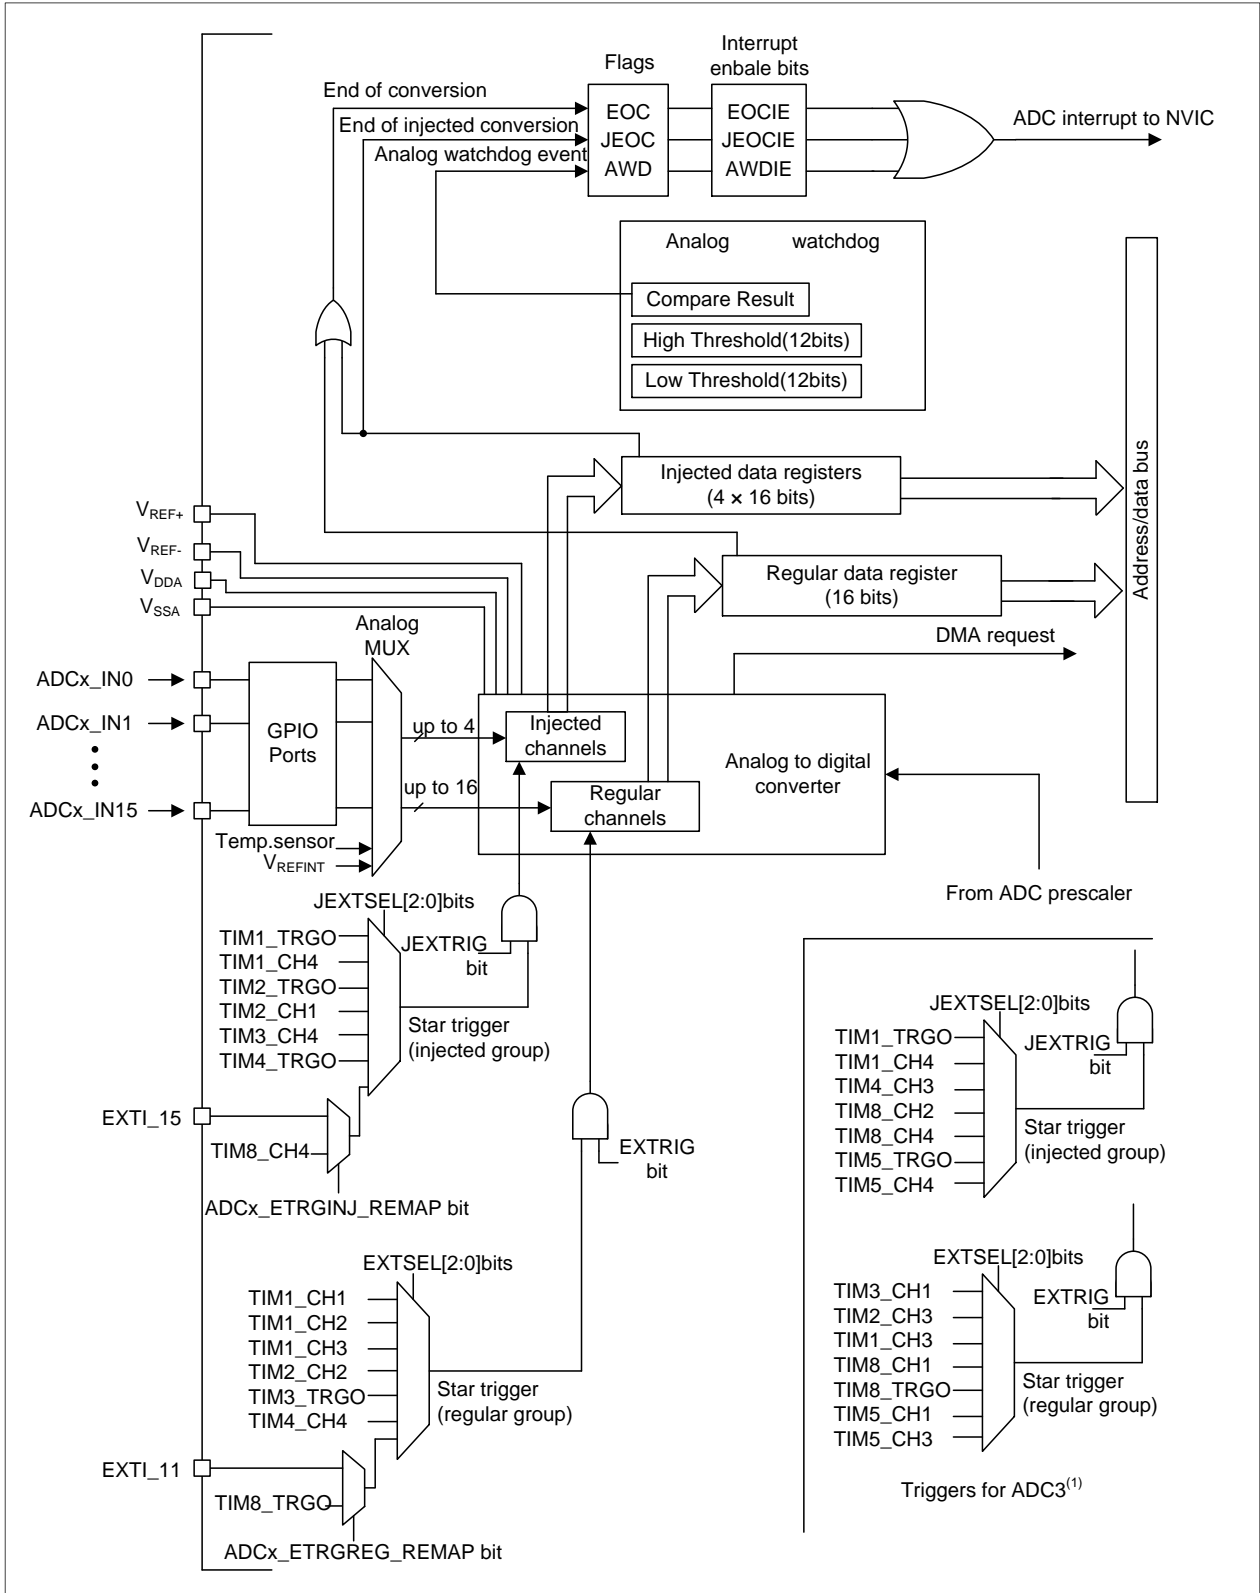 Flags
Interrupt
enbale bits
End of conversion
EOC
EOCIE
ADC interrupt to NVIC
End of injected conversion
JEOC
JEOCIE
Analog watchdog event
AWD
AWDIE
Analog watchdog
Compare Result
High Threshold(12bits)
Low Threshold(12bits)
Address/data bus
Injected data registers
(4 × 16 bits)
VREF+
VREF-
VDDA
VSSA
Regular data register
(16 bits)
DMA request
Analog
MUX
ADCx_IN0
ADCx_IN1
ADCx_IN15
GPIO
Ports
up to 4
Injected
channels
up to 16
Regular
channels
Analog to digital
converter
Temp.sensor
VREFINT
From ADC prescaler
JEXTSEL[2:0]bits
TIM1_TRGO
TIM1_CH4
TIM2_TRGO
TIM2_CH1
TIM3_CH4
TIM4_TRGO
JEXTRIG
bit
Star trigger
(injected group)
EXTI_15
TIM8_CH4
ADCx_ETRGINJ_REMAP bit
EXTRIG
bit
EXTSEL[2:0]bits
TIM1_CH1
TIM1_CH2
TIM1_CH3
TIM2_CH2
TIM3_TRGO
TIM4_CH4
Star trigger
(regular group)
EXTI_11
TIM8_TRGO
ADCx_ETRGREG_REMAP bit
JEXTSEL[2:0]bits
TIM1_TRGO
TIM1_CH4
TIM4_CH3
TIM8_CH2
TIM8_CH4
TIM5_TRGO
TIM5_CH4
JEXTRIG
bit
Star trigger
(injected group)
EXTSEL[2:0]bits
TIM3_CH1
TIM2_CH3
TIM1_CH3
TIM8_CH1
TIM8_TRGO
TIM5_CH1
TIM5_CH3
EXTRIG
bit
Star trigger
(regular group)
Triggers for ADC3(1)